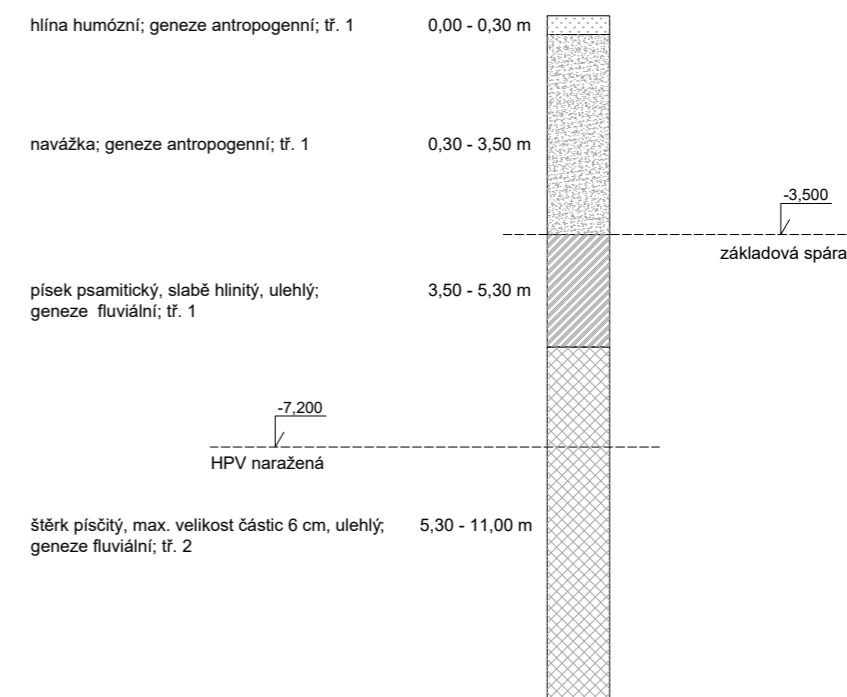 hlína humózní; geneze antropogenní; tř. 1 0,00 - 0,30 m
navážka; geneze antropogenní; tř. 1 0,30 - 3,50 m
-3,500
základová spára
písek psamitický, slabě hlinitý, ulehlý; 3,50 - 5,30 m
geneze fluviální; tř. 1
-7,200
HPV naražená
štěrk písčitý, max. velikost částic 6 cm, ulehlý; 5,30 - 11,00 m
geneze fluviální; tř. 2